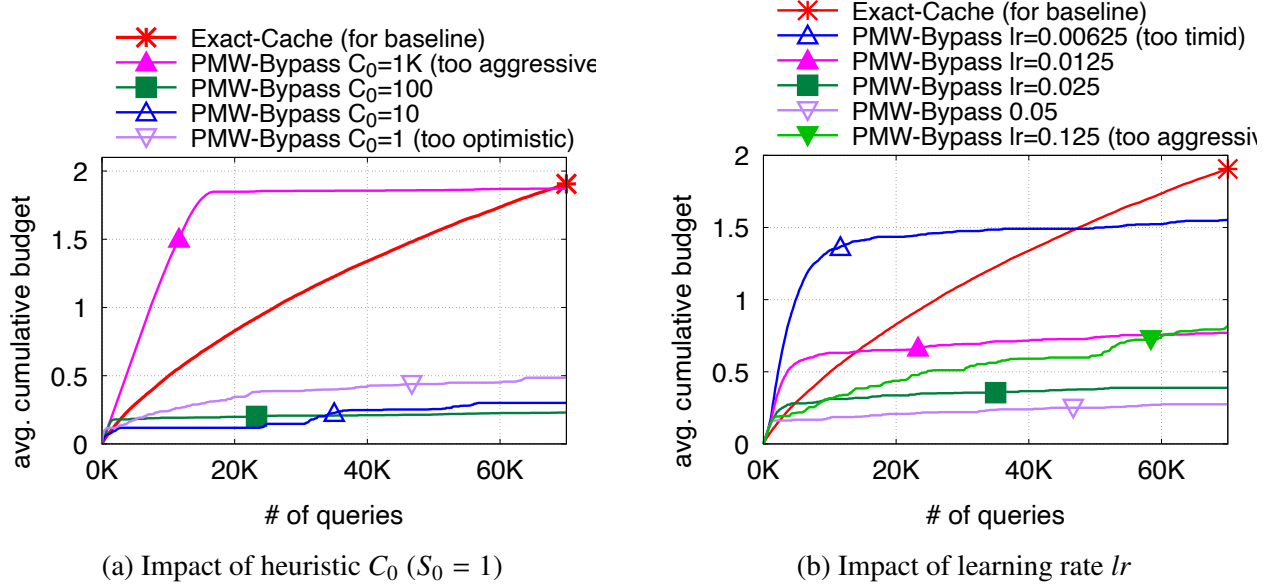 Exact-Cache (for baseline)
PMW-Bypass C0=1K (too aggressive
PMW-Bypass C0=100
PMW-Bypass C0=10
PMW-Bypass C0=1 (too optimistic)
avg. cumulative budget
2
1.5
1
0.5
0
0K
20K
40K
60K
# of queries
(a) Impact of heuristic C0 (S0 = 1)
Exact-Cache (for baseline)
PMW-Bypass lr=0.00625 (too timid)
PMW-Bypass lr=0.0125
PMW-Bypass lr=0.025
PMW-Bypass 0.05
PMW-Bypass lr=0.125 (too aggressiv
avg. cumulative budget
2
1.5
1
0.5
0
0K
20K
40K
60K
# of queries
(b) Impact of learning rate lr